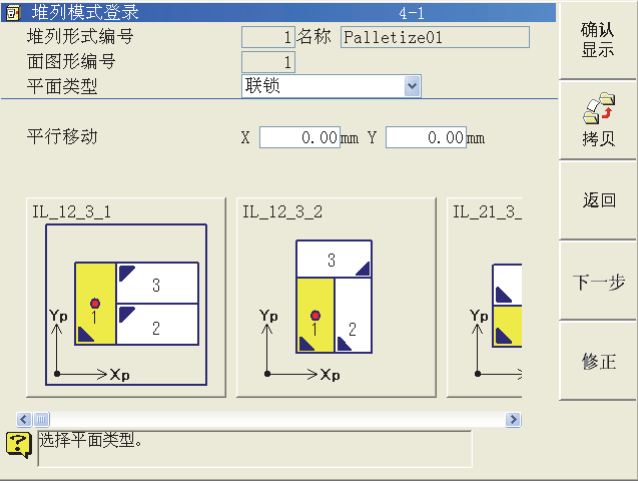 堆列模式登录 4-1
堆列形式编号 1 名称 Palletize01
面图形编号 1
平面类型 联锁
平行移动 X 0.00 mm Y 0.00 mm
IL_12_3_1 IL_12_3_2 IL_21_3_
3
1
2
Yp
Xp
3
1
2
Yp
Xp
Yp
选择平面类型。
确认
显示
拷贝
返回
下一步
修正